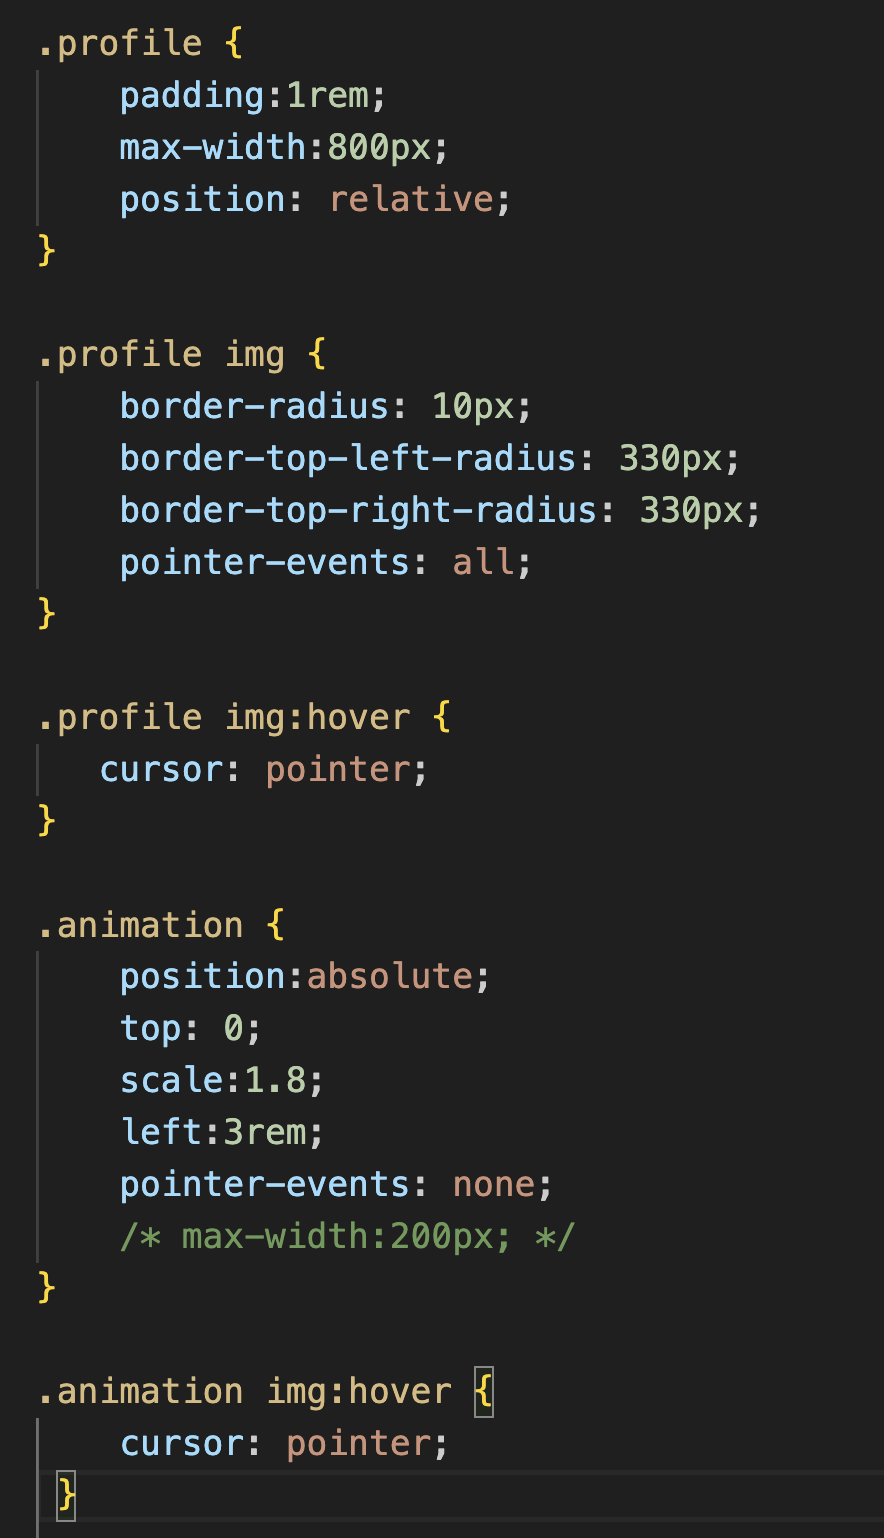 .profile {
    padding:1rem;
    max-width:800px;
    position: relative;
}

.profile img {
    border-radius: 10px;
    border-top-left-radius: 330px;
    border-top-right-radius: 330px;
    pointer-events: all;
}

.profile img:hover {
   cursor: pointer;
}

.animation {
    position:absolute;
    top: 0;
    scale:1.8;
    left:3rem;
    pointer-events: none;
    /* max-width:200px; */
}

.animation img:hover {
    cursor: pointer;
 }